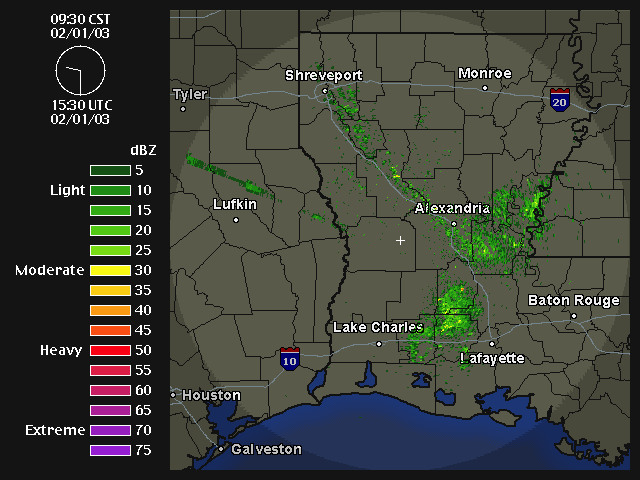 09:30 CST
02/01/03
15:30 UTC
02/01/03
dBZ
5
Light 10
15
20
25
Moderate 30
35
40
45
Heavy 50
55
60
65
Extreme 70
75
Shreveport
Monroe
Tyler
20
Lufkin
Alexandria
Baton Rouge
Lake Charles
10
Lafayette
Houston
Galveston